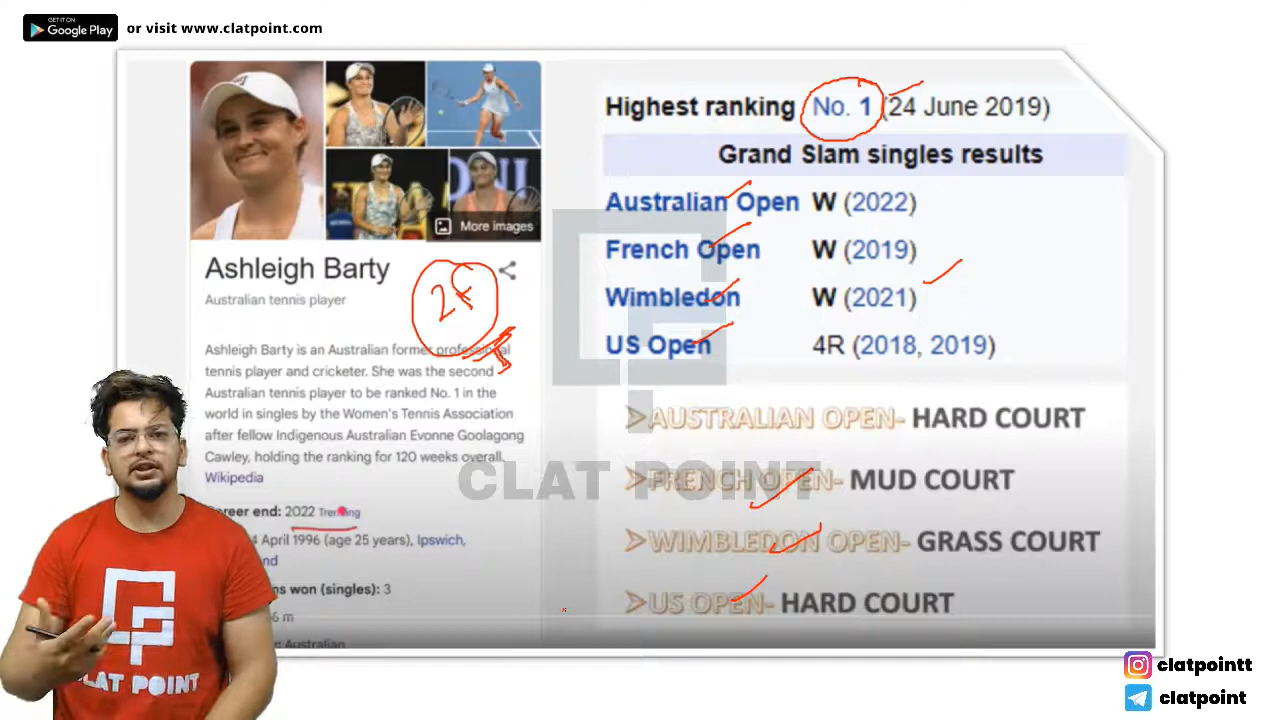 GET IT ON
Google Play
or visit www.clatpoint.com
More images
Ashleigh Barty
Australian tennis player
Ashleigh Barty is an Australian former professional
tennis player and cricketer. She was the second
Australian tennis player to be ranked No. 1 in the
world in singles by the Women's Tennis Association
after fellow Indigenous Australian Evonne Goolagong
Cawley, holding the ranking for 120 weeks overall.
Wikipedia
Career end: 2022 Trending
4 April 1996 (age 25 years), Ipswich,
nd
ns won (singles): 3
6 m
Australian
Highest ranking No. 1 (24 June 2019)
Grand Slam singles results
Australian Open W (2022)
French Open W (2019)
Wimbledon W (2021)
US Open 4R (2018, 2019)
AUSTRALIAN OPEN- HARD COURT
FRENCH OPEN- MUD COURT
WIMBLEDON OPEN- GRASS COURT
US OPEN- HARD COURT
CLAT POINT
CLAT POINT
clatpointt
clatpoint